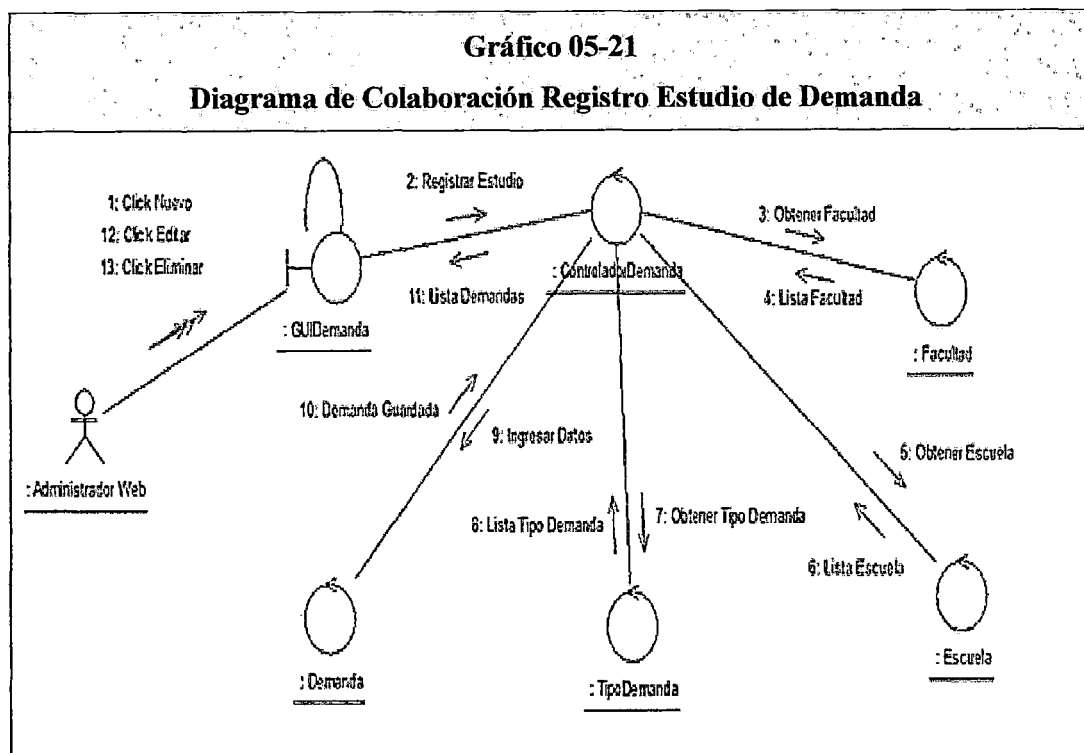 Gráfico 05-21
Diagrama de Colaboración Registro Estudio de Demanda
1: Click Nuevo
12: Click Editar
13: Click Eliminar
2: Registrar Estudio
11: Lista Demandas
: ControladorDemanda
3: Obtener Facultad
4: Lista Facultad
: Facultad
: GUIDemanda
: Administrador Web
10: Demanda Guardada
9: Ingresar Datos
8: Lista Tipo Demanda
7: Obtener Tipo Demanda
5: Obtener Escuela
6: Lista Escuela
: Demanda
: TipoDemanda
: Escuela